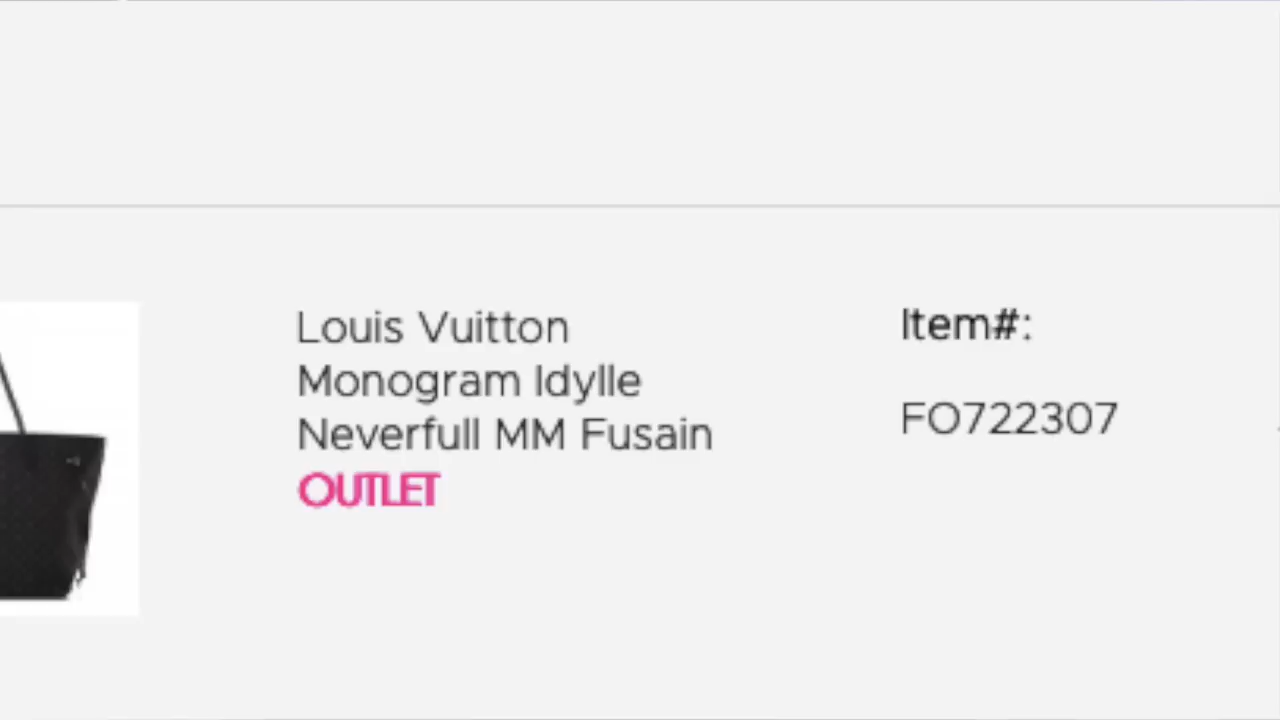 Louis Vuitton
Monogram Idylle
Neverfull MM Fusain
OUTLET
Item#:
FO722307